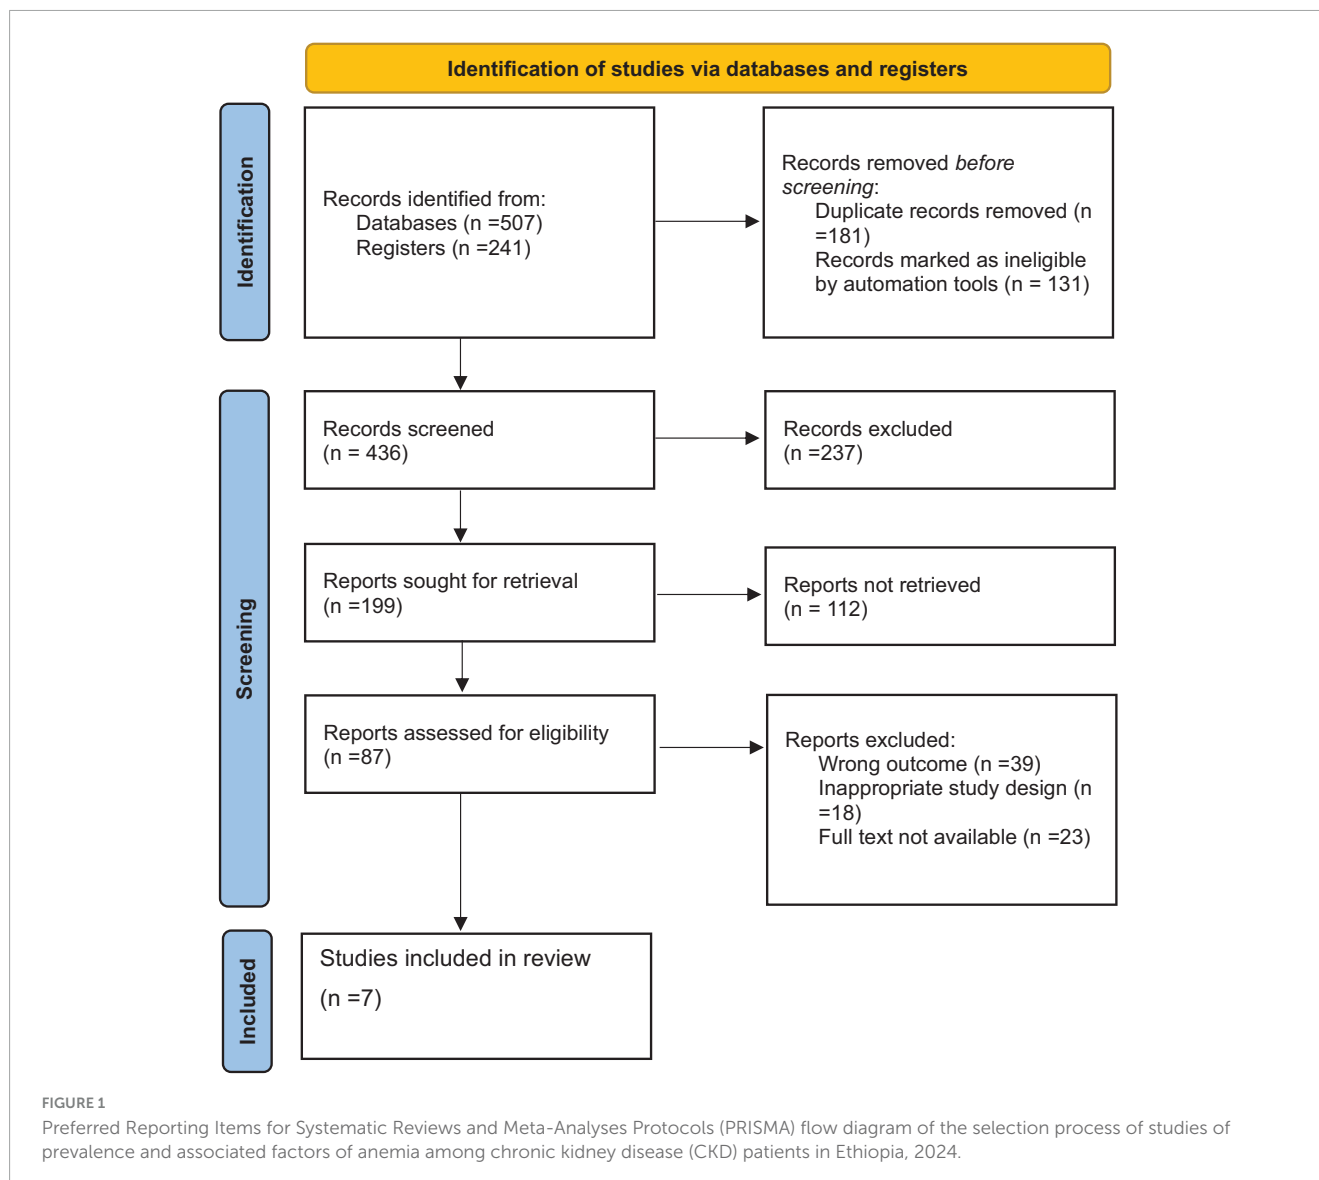 Identification of studies via databases and registers
Identification
Records identified from:
Databases (n =507)
Registers (n =241)
Records removed before
screening:
Duplicate records removed (n
=181)
Records marked as ineligible
by automation tools (n = 131)
Screening
Records screened
(n = 436)
Records excluded
(n =237)
Reports sought for retrieval
(n =199)
Reports not retrieved
(n = 112)
Reports assessed for eligibility
(n =87)
Reports excluded:
Wrong outcome (n =39)
Inappropriate study design (n
=18)
Full text not available (n =23)
Included
Studies included in review
(n =7)
FIGURE 1
Preferred Reporting Items for Systematic Reviews and Meta-Analyses Protocols (PRISMA) flow diagram of the selection process of studies of
prevalence and associated factors of anemia among chronic kidney disease (CKD) patients in Ethiopia, 2024.